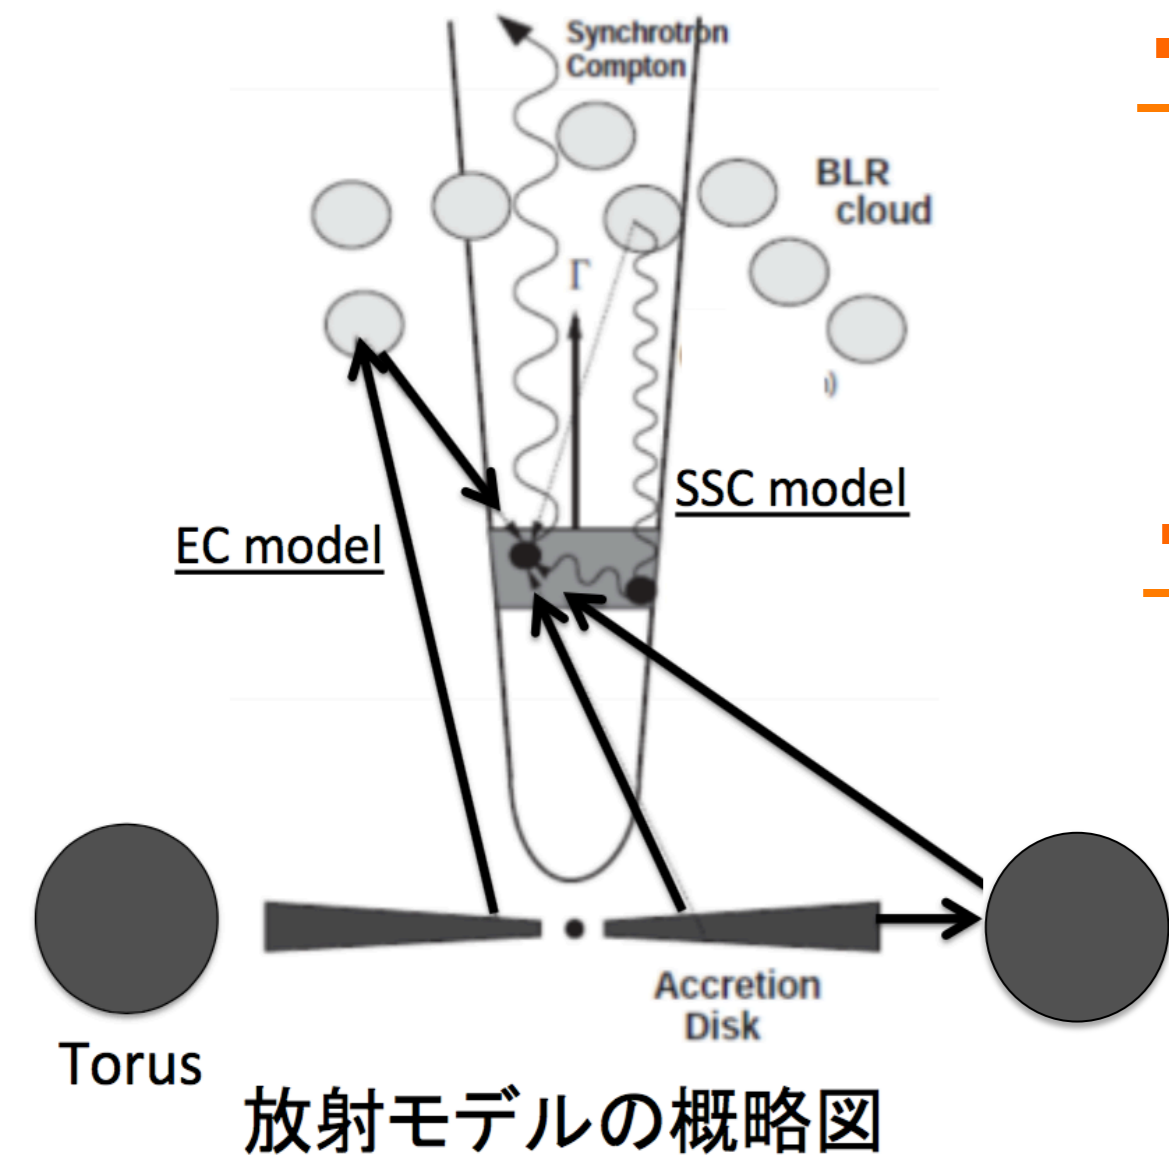 Synchrotron
Compton
BLR
cloud
Γ
)
SSC model
EC model
Accretion
Disk
Torus
放射モデルの概略図